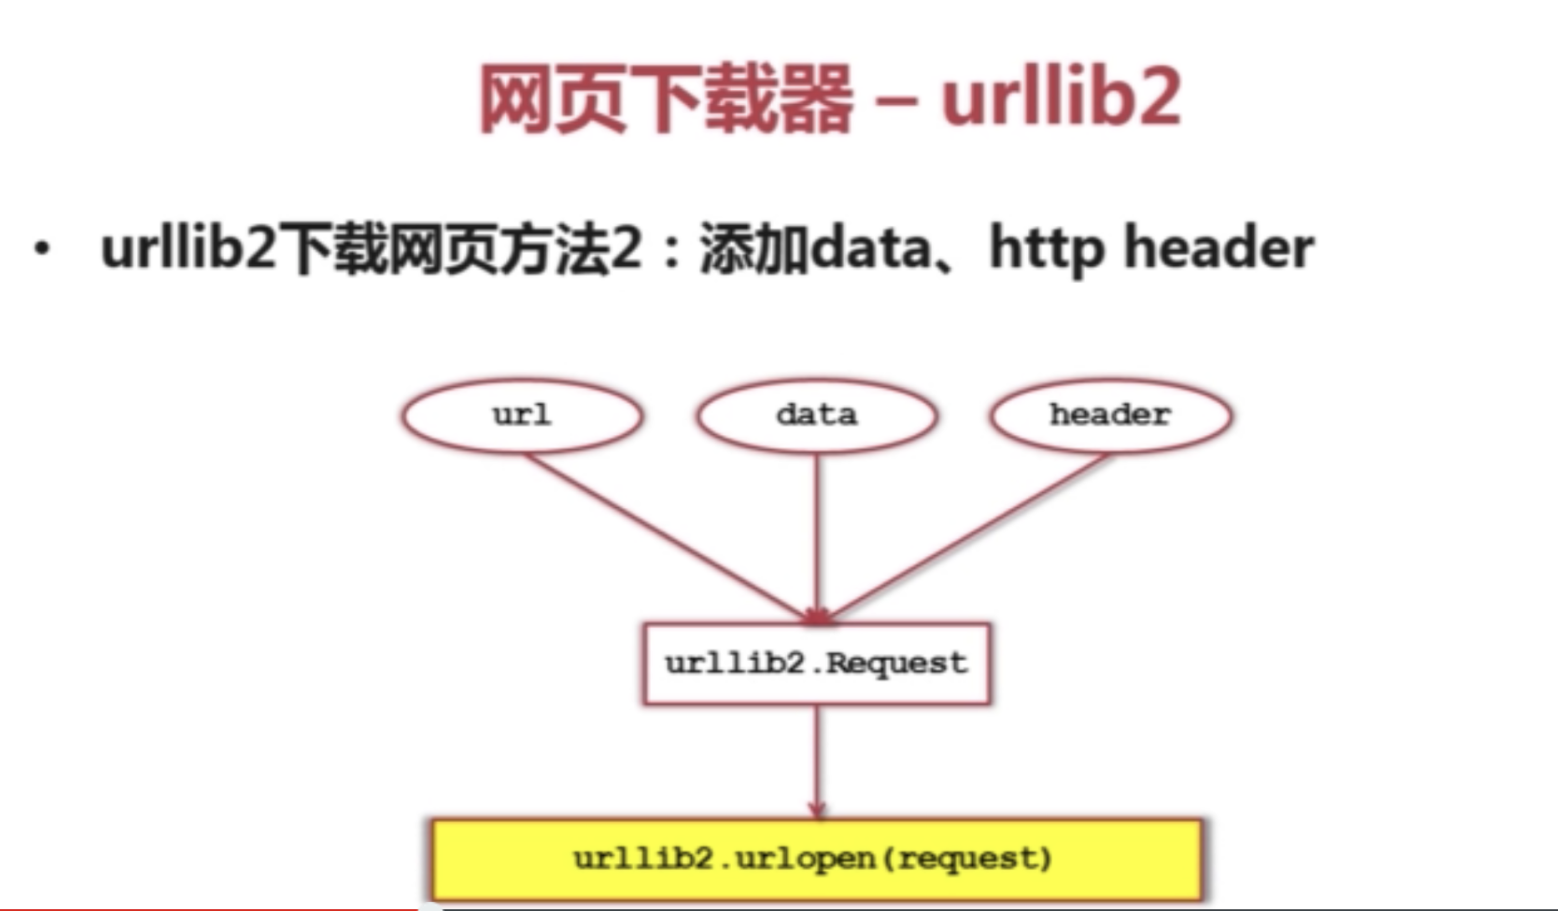 网页下载器 – urllib2
• urllib2下载网页方法2：添加data、http header
url data header
urllib2.Request
urllib2.urlopen(request)